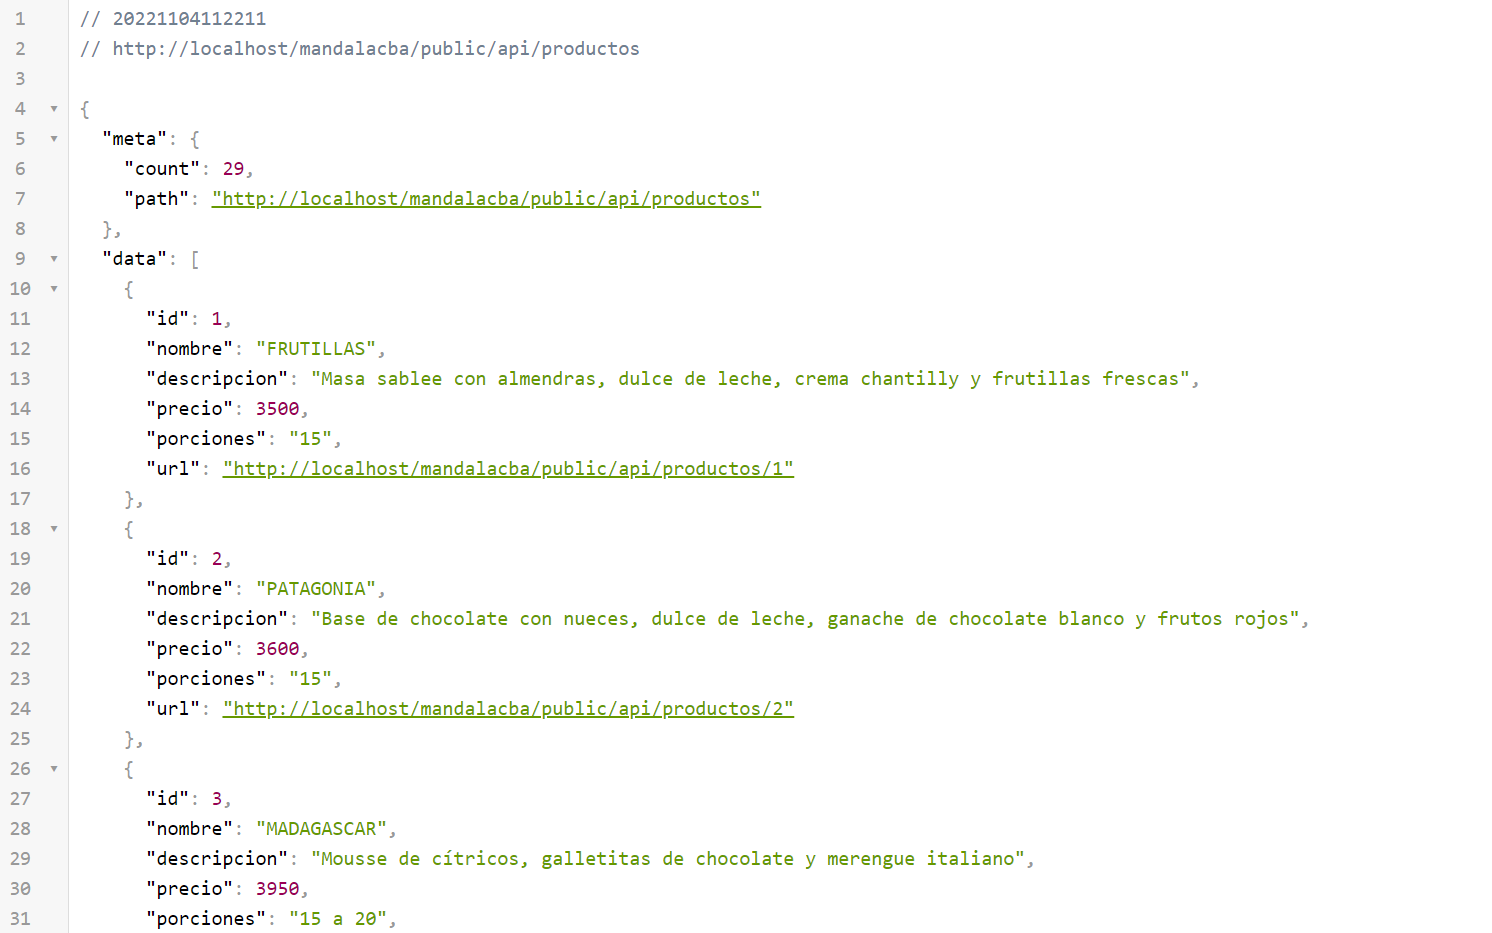 1 // 20221104112211
2 // http://localhost/mandalacba/public/api/productos
3
4 {
5 "meta": {
6 "count": 29,
7 "path": "http://localhost/mandalacba/public/api/productos"
8 },
9 "data": [
10 {
11 "id": 1,
12 "nombre": "FRUTILLAS",
13 "descripcion": "Masa sablee con almendras, dulce de leche, crema chantilly y frutillas frescas",
14 "precio": 3500,
15 "porciones": "15",
16 "url": "http://localhost/mandalacba/public/api/productos/1"
17 },
18 {
19 "id": 2,
20 "nombre": "PATAGONIA",
21 "descripcion": "Base de chocolate con nueces, dulce de leche, ganache de chocolate blanco y frutos rojos",
22 "precio": 3600,
23 "porciones": "15",
24 "url": "http://localhost/mandalacba/public/api/productos/2"
25 },
26 {
27 "id": 3,
28 "nombre": "MADAGASCAR",
29 "descripcion": "Mousse de cítricos, galletitas de chocolate y merengue italiano",
30 "precio": 3950,
31 "porciones": "15 a 20",